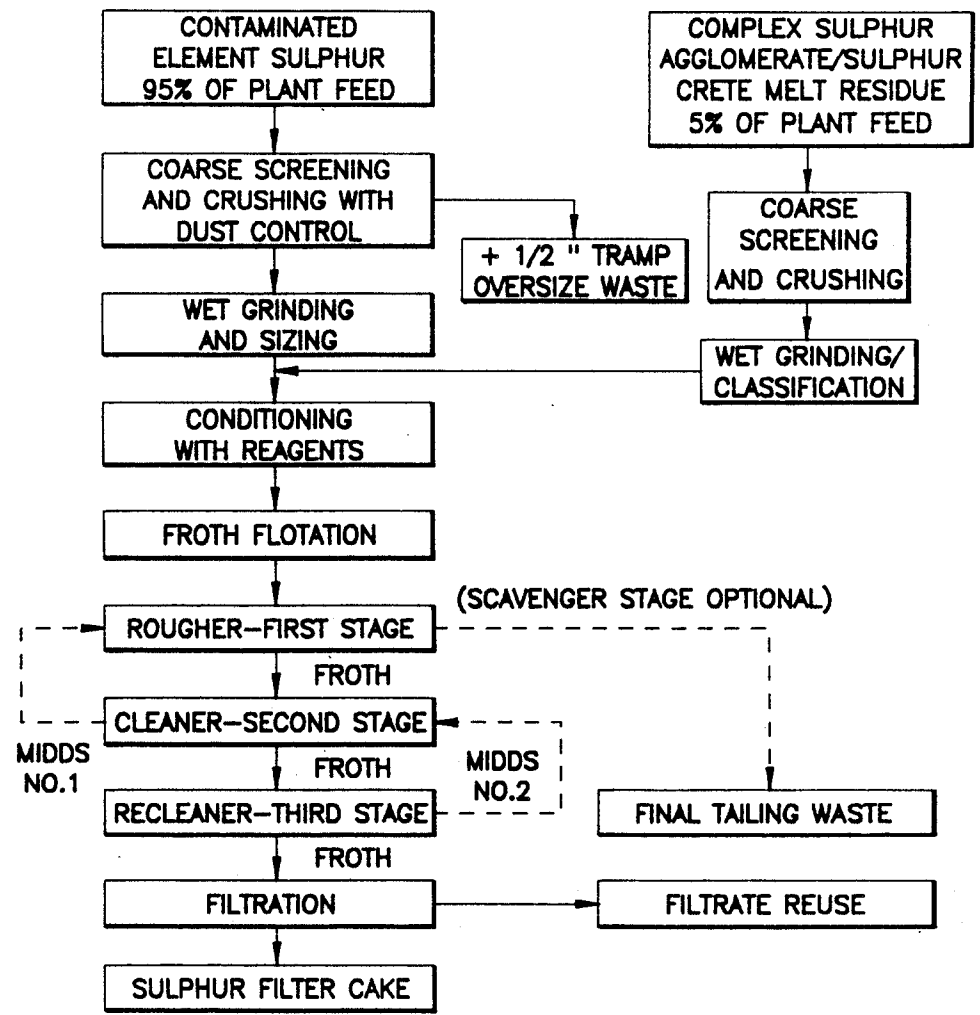 CONTAMINATED
ELEMENT SULPHUR
95% OF PLANT FEED
COMPLEX SULPHUR
AGGLOMERATE/SULPHUR
CRETE MELT RESIDUE
5% OF PLANT FEED
COARSE SCREENING
AND CRUSHING WITH
DUST CONTROL
+ 1/2 " TRAMP
OVERSIZE WASTE
COARSE
SCREENING
AND CRUSHING
WET GRINDING
AND SIZING
WET GRINDING/
CLASSIFICATION
CONDITIONING
WITH REAGENTS
FROTH FLOTATION
(SCAVENGER STAGE OPTIONAL)
ROUGHER-FIRST STAGE
FROTH
CLEANER-SECOND STAGE
MIDDS
NO.1
FROTH
MIDDS
NO.2
RECLEANER-THIRD STAGE
FINAL TAILING WASTE
FROTH
FILTRATION
FILTRATE REUSE
SULPHUR FILTER CAKE